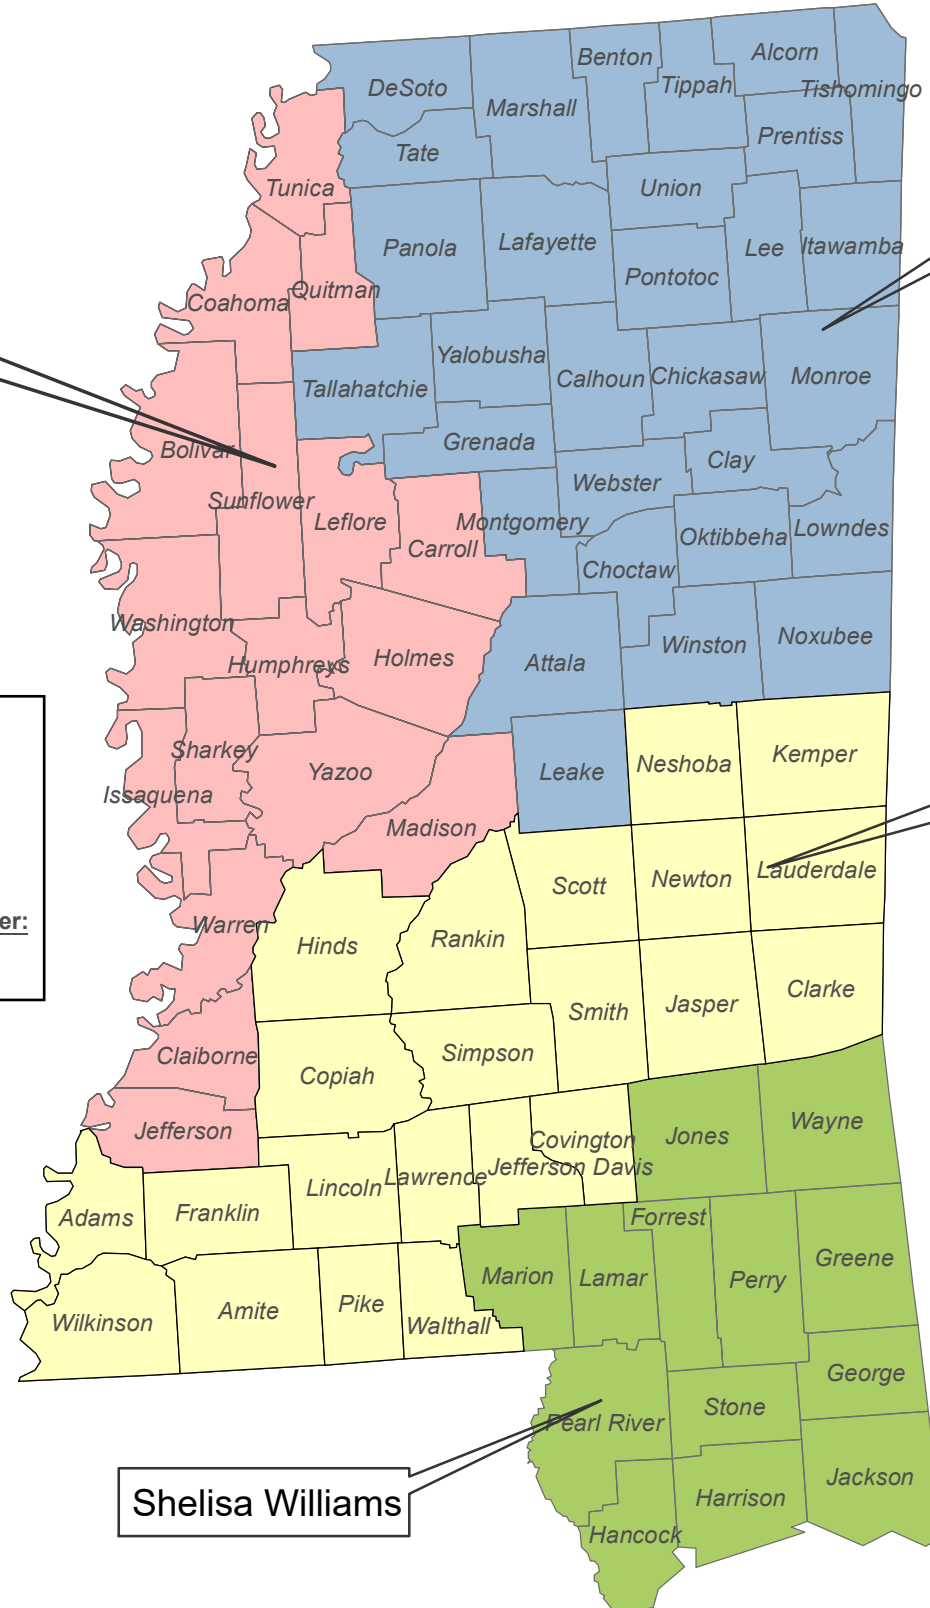 Benton
Alcorn
DeSoto
Tippah
Tishomingo
Marshall
Prentiss
Tate
Tunica
Union
Panola
Lafayette
Lee
Itawamba
Pontotoc
Quitman
Coahoma
Yalobusha
Tallahatchie
Calhoun
Chickasaw
Monroe
Bolivar
Grenada
Clay
Webster
Sunflower
Leflore
Montgomery
Lowndes
Oktibbeha
Carroll
Choctaw
Washington
Noxubee
Winston
Holmes
Humphreys
Attala
Sharkey
Kemper
Neshoba
Yazoo
Leake
Issaquena
Madison
Lauderdale
Newton
Scott
er:
Warren
Rankin
Hinds
Clarke
Jasper
Smith
Simpson
Claiborne
Copiah
Wayne
Jefferson
Jones
Covington
Jefferson Davis
Lawrence
Lincoln
Franklin
Adams
Forrest
Greene
Marion
Lamar
Perry
Pike
Amite
Wilkinson
Walthall
George
Stone
Pearl River
Jackson
Harrison
Shelisa Williams
Hancock